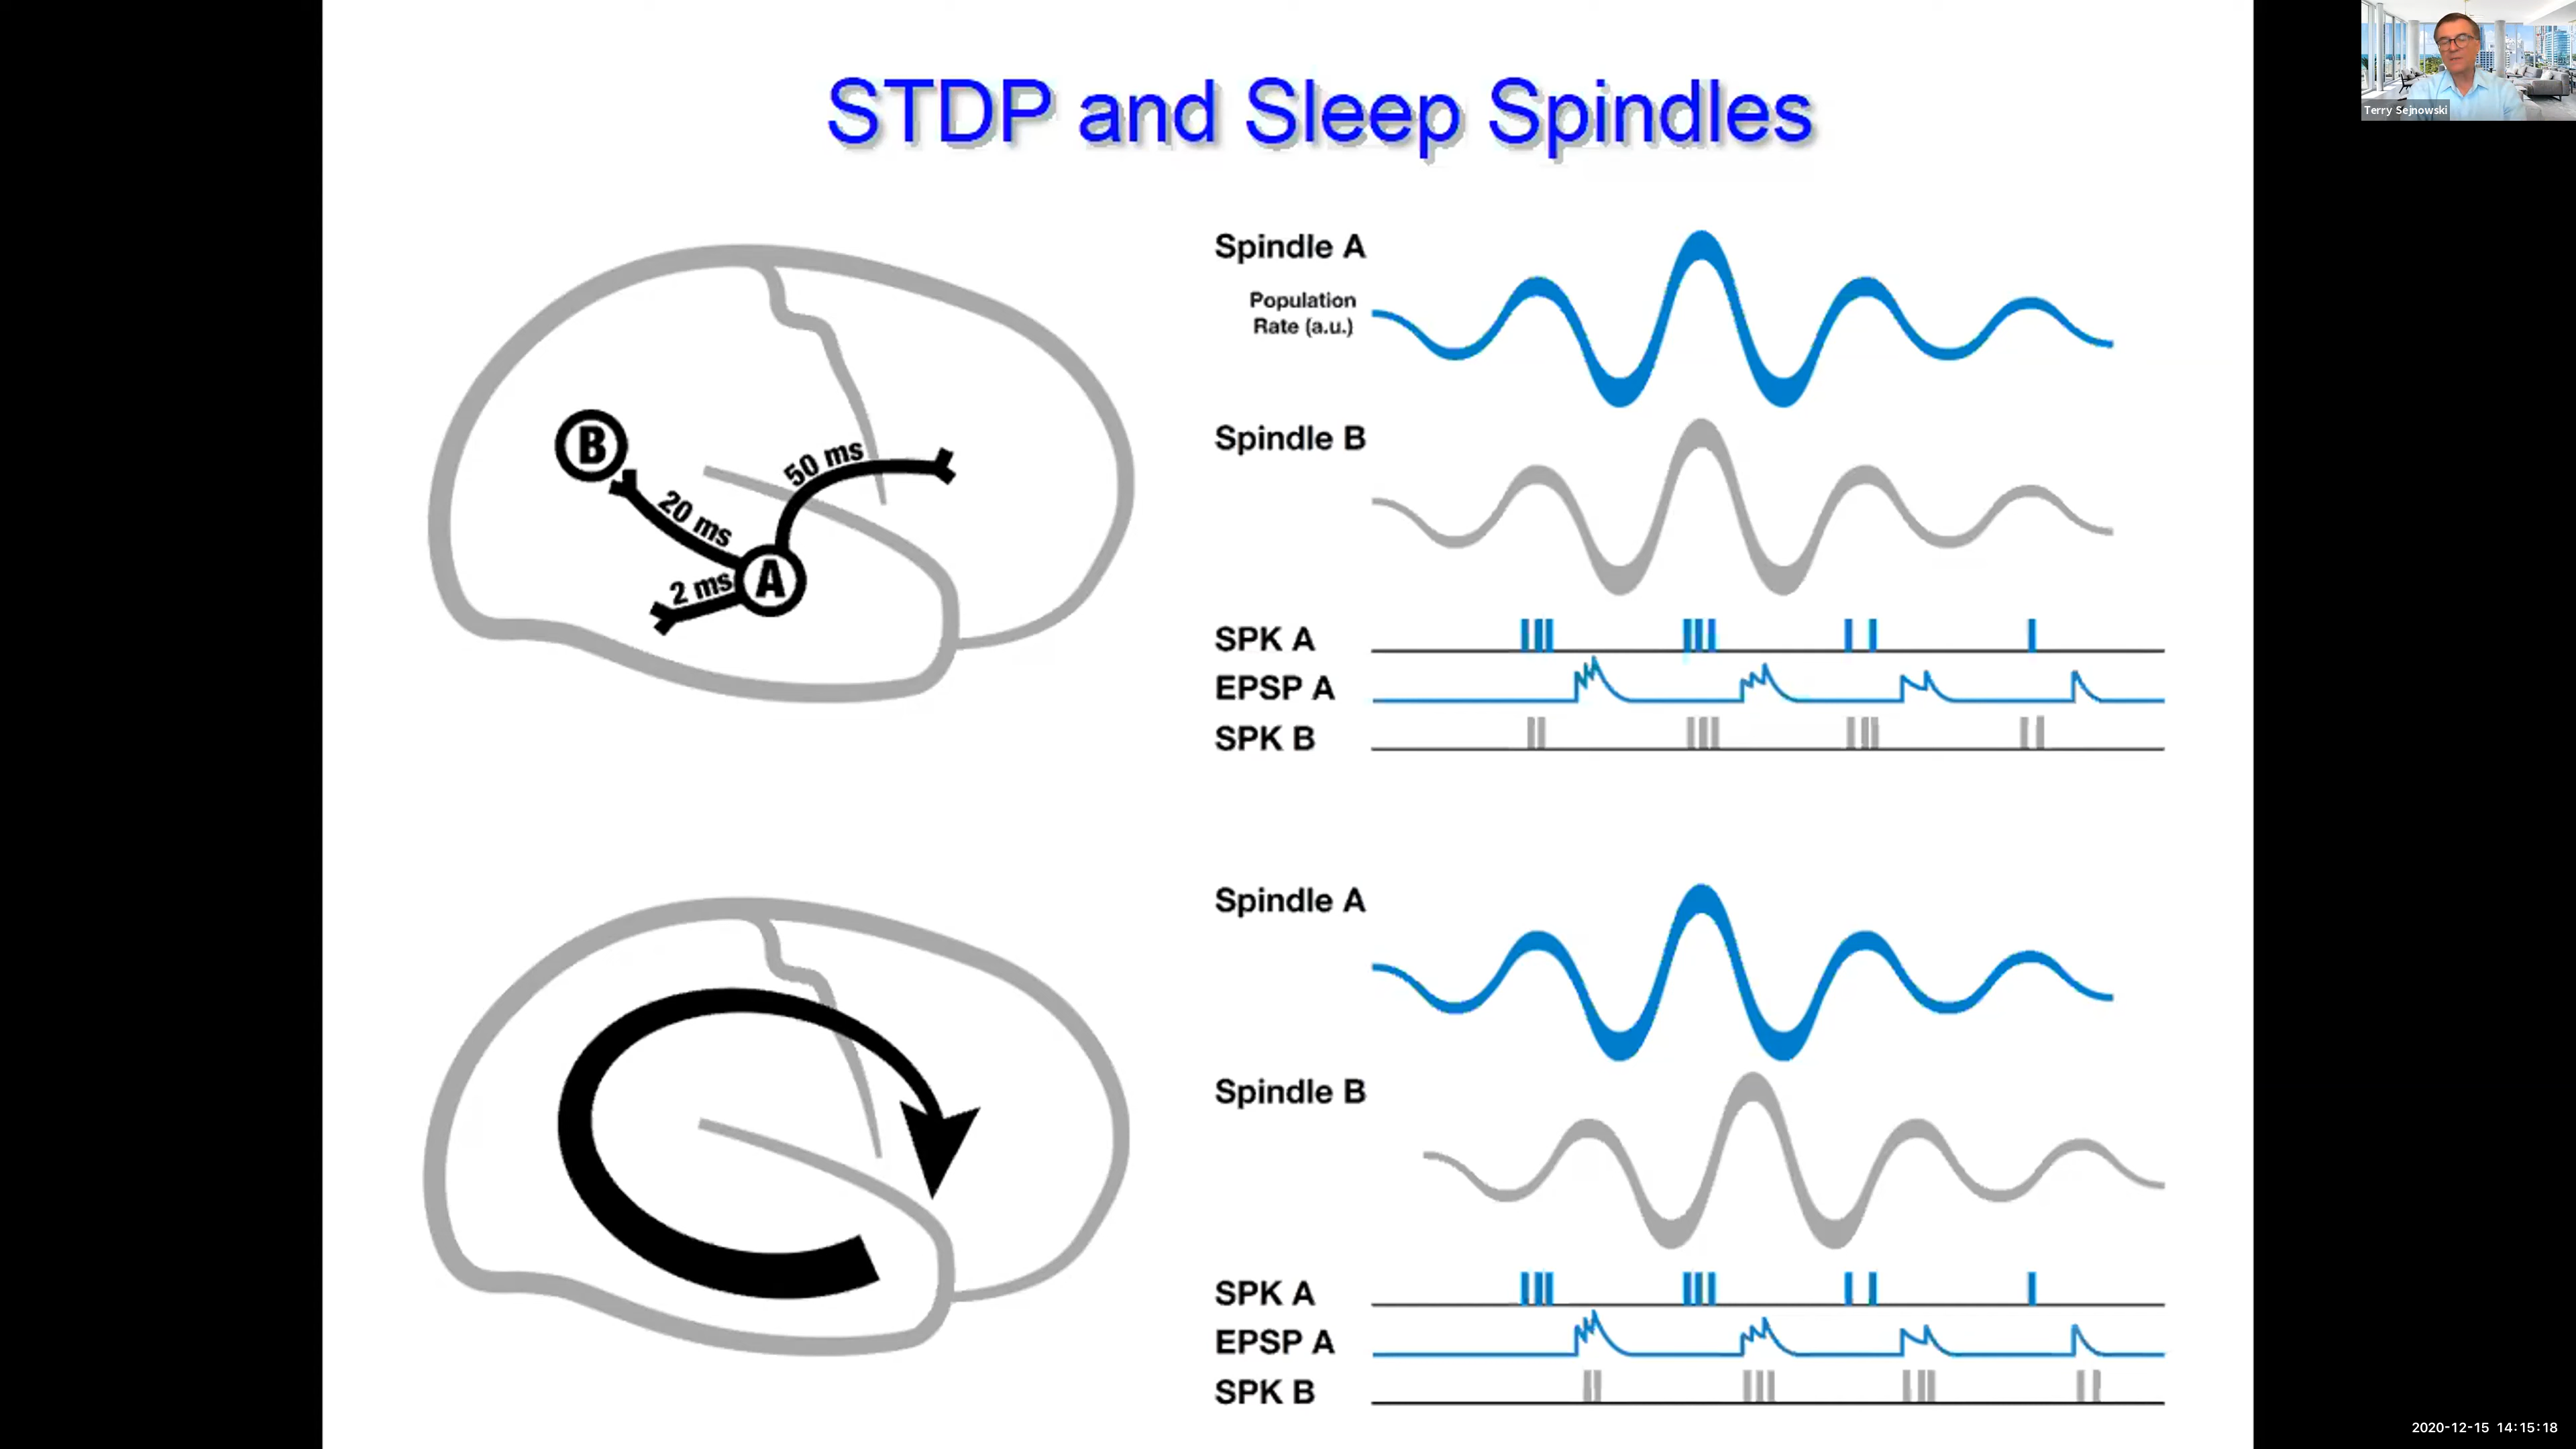 STDP and Sleep Spindles
Terry Sejnowski
B
20 ms
50 ms
2 ms
A
Spindle A
Population
Rate (a.u.)
Spindle B
SPK A
EPSP A
SPK B
Spindle A
Spindle B
SPK A
EPSP A
SPK B
2020-12-15 14:15:18